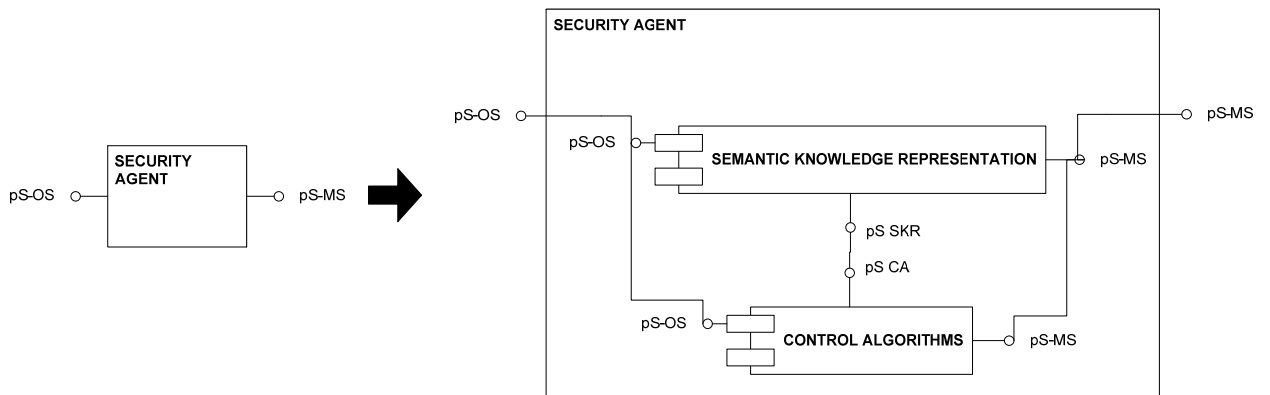 SECURITY
AGENT
pS-OS
pS-MS
SECURITY AGENT
pS-OS
pS-MS
pS-OS
SEMANTIC KNOWLEDGE REPRESENTATION
pS-MS
pS SKR
pS CA
pS-OS
CONTROL ALGORITHMS
pS-MS